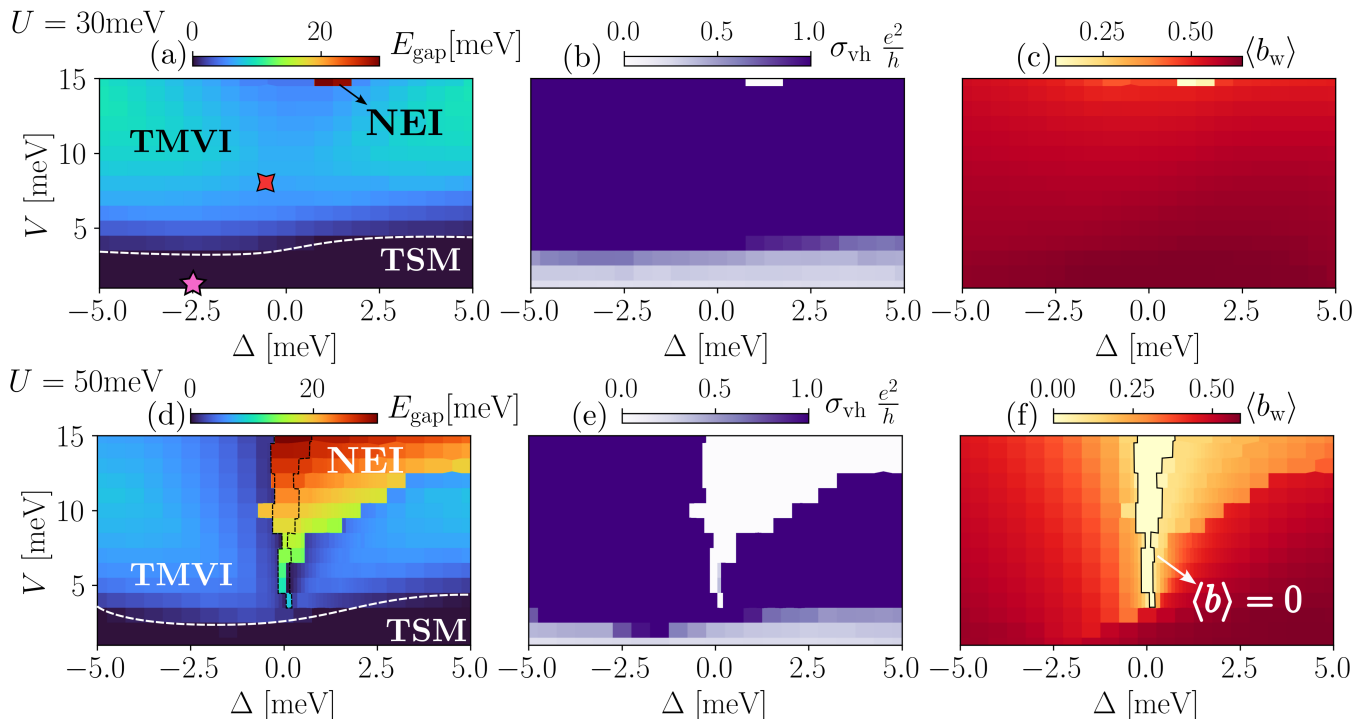 U = 30meV
(a) 0 20 E_gap[meV]
(b) 0.0 0.5 1.0 σ_vh e²/h
(c) 0.25 0.50 ⟨b_w⟩
15
10
5
V [meV]
TMVI
NEI
TSM
−5.0 −2.5 0.0 2.5 5.0
Δ [meV]
−5.0 −2.5 0.0 2.5 5.0
Δ [meV]
−5.0 −2.5 0.0 2.5 5.0
Δ [meV]
U = 50meV
(d) 0 20 E_gap[meV]
(e) 0.0 0.5 1.0 σ_vh e²/h
(f) 0.00 0.25 0.50 ⟨b_w⟩
15
10
5
V [meV]
NEI
TMVI
TSM
⟨b⟩ = 0
−5.0 −2.5 0.0 2.5 5.0
Δ [meV]
−5.0 −2.5 0.0 2.5 5.0
Δ [meV]
−5.0 −2.5 0.0 2.5 5.0
Δ [meV]